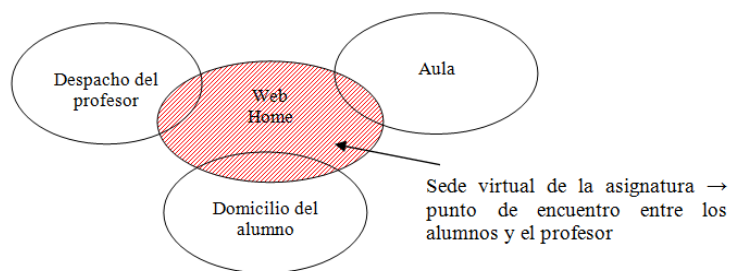 Despacho del
profesor
Web
Home
Aula
Domicilio del
alumno
Sede virtual de la asignatura →
punto de encuentro entre los
alumnos y el profesor